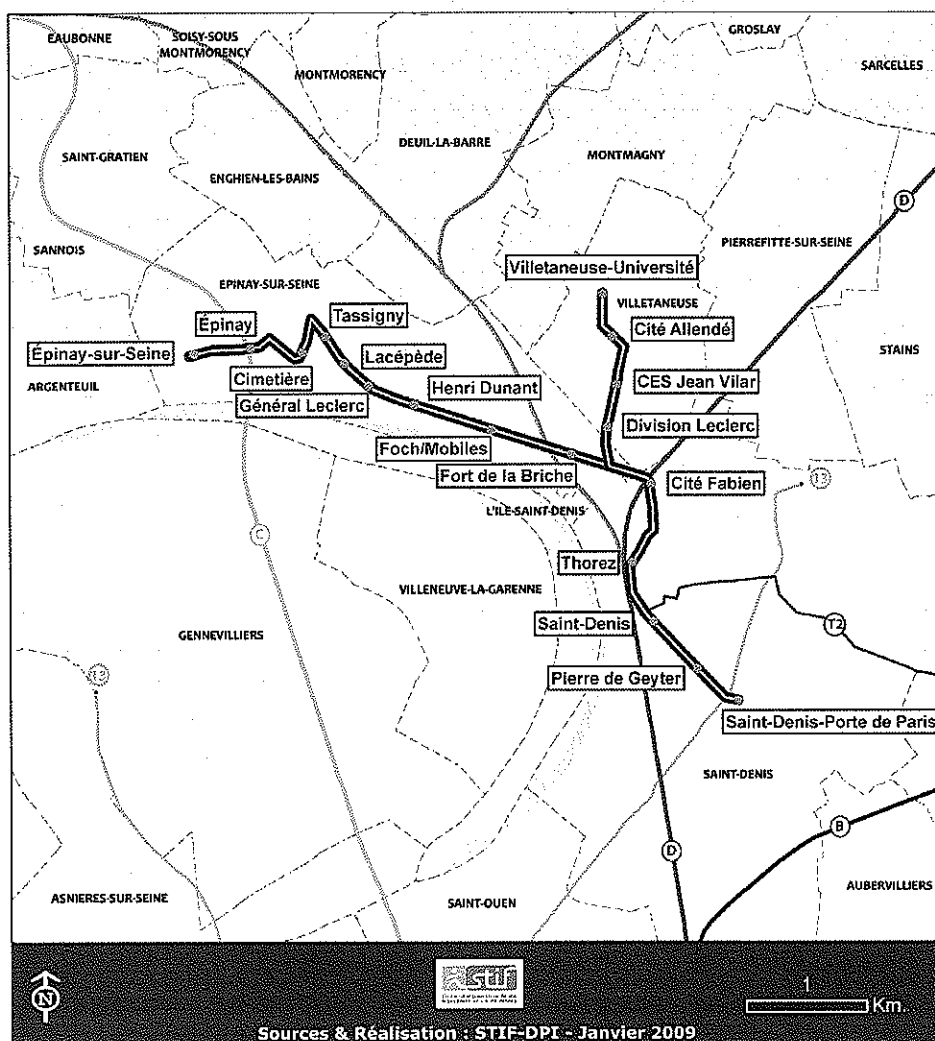 EAUBONNE
SOISY-SOUS
MONTMORENCY
GROSLAY
SARCELLES
MONTMORENCY
DEUIL-LA-BARRE
SAINT-GRATIEN
MONTMAGNY
ENGHIEN-LES-BAINS
D
SANNOIS
PIERREFITTE-SUR-SEINE
Villetaneuse-Université
EPINAY-SUR-SEINE
VILLETANEUSE
Tassigny
Épinay
Cité Allendé
Épinay-sur-Seine
Lacépède
STANS
ARGENTEUIL
Cimetière
Henri Dunant
CES Jean Vilar
Général Leclerc
Division Leclerc
Foch/Mobiles
Fort de la Briche
Cité Fabien
13
L'ILE-SAINT-DENIS
C
Thorez
VILLENEUVE-LA-GARENNE
Saint-Denis
T2
GENNEVILLIERS
13
Pierre de Geyter
Saint-Denis-Porte de Paris
SAINT-DENIS
B
D
ASNIERES-SUR-SEINE
SAINT-OUEN
AUBERVILLIERS
N
stif
1
Km.
Sources & Réalisation : STIF-DPI - Janvier 2009